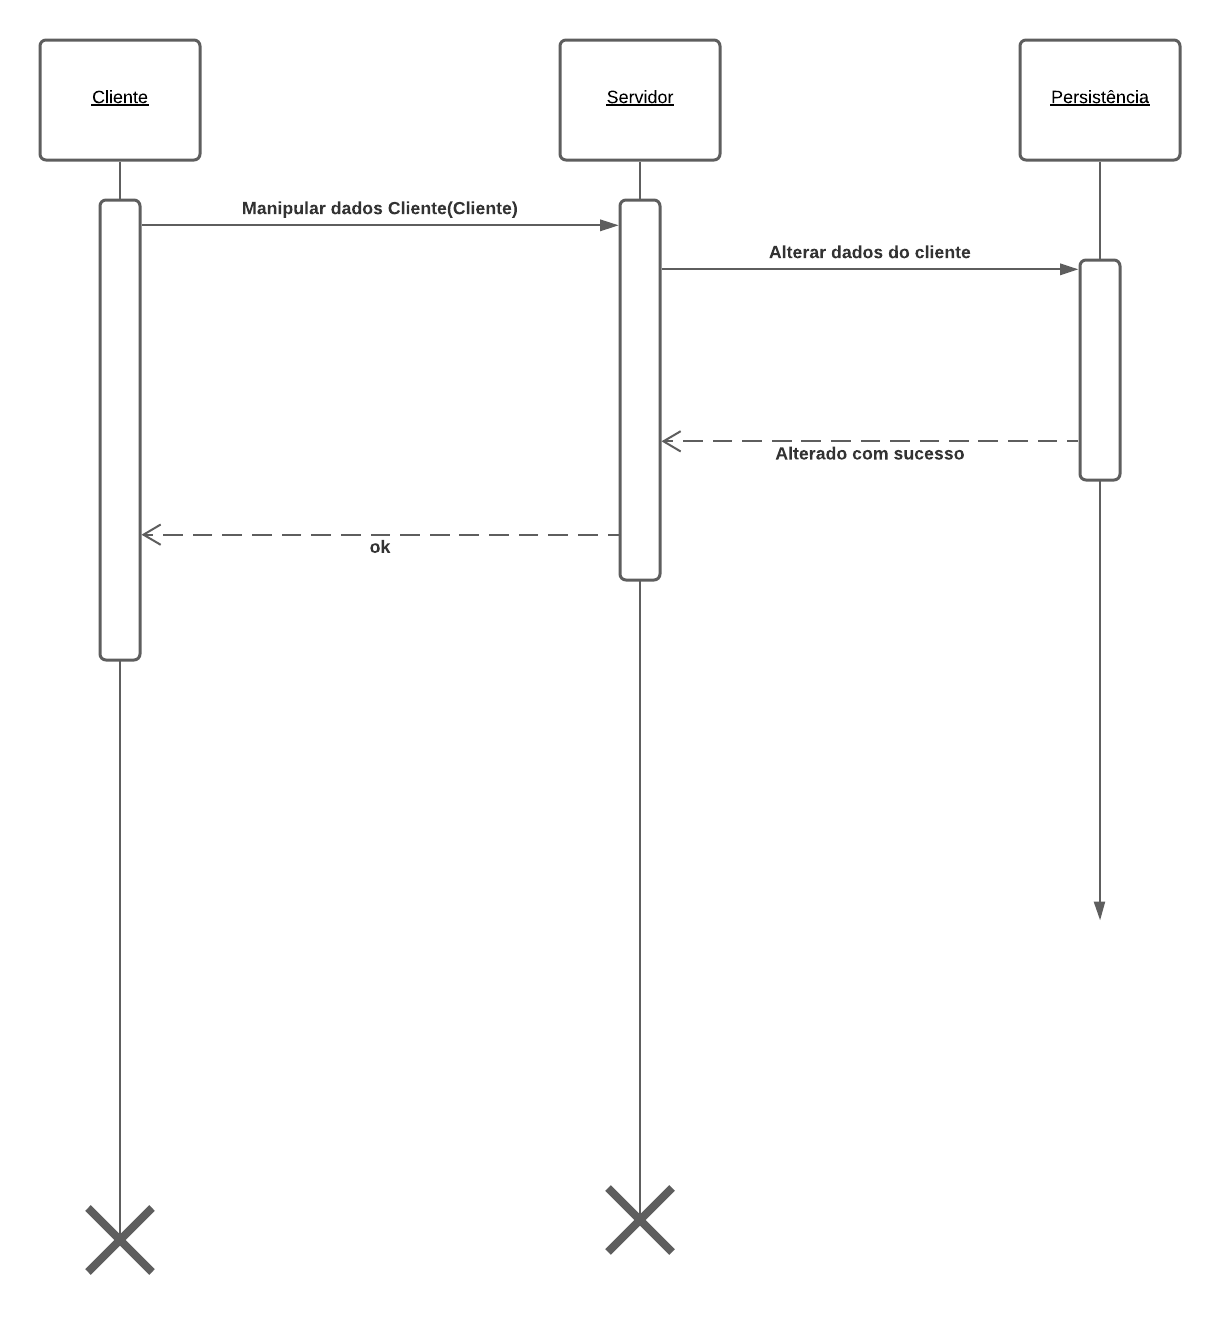 Cliente
Servidor
Persistência
Manipular dados Cliente(Cliente)
Alterar dados do cliente
Alterado com sucesso
ok